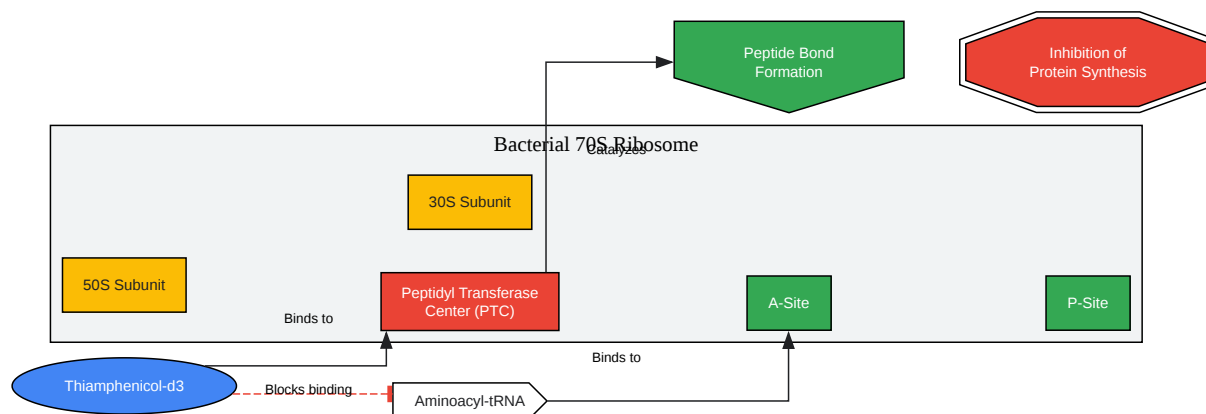 Peptide Bond
Formation
Inhibition of
Protein Synthesis
Bacterial 70S Ribosome
Catalyzes
30S Subunit
50S Subunit
Peptidyl Transferase
Center (PTC)
A-Site
P-Site
Binds to
Binds to
Thiamphenicol-d3
Blocks binding
Aminoacyl-tRNA